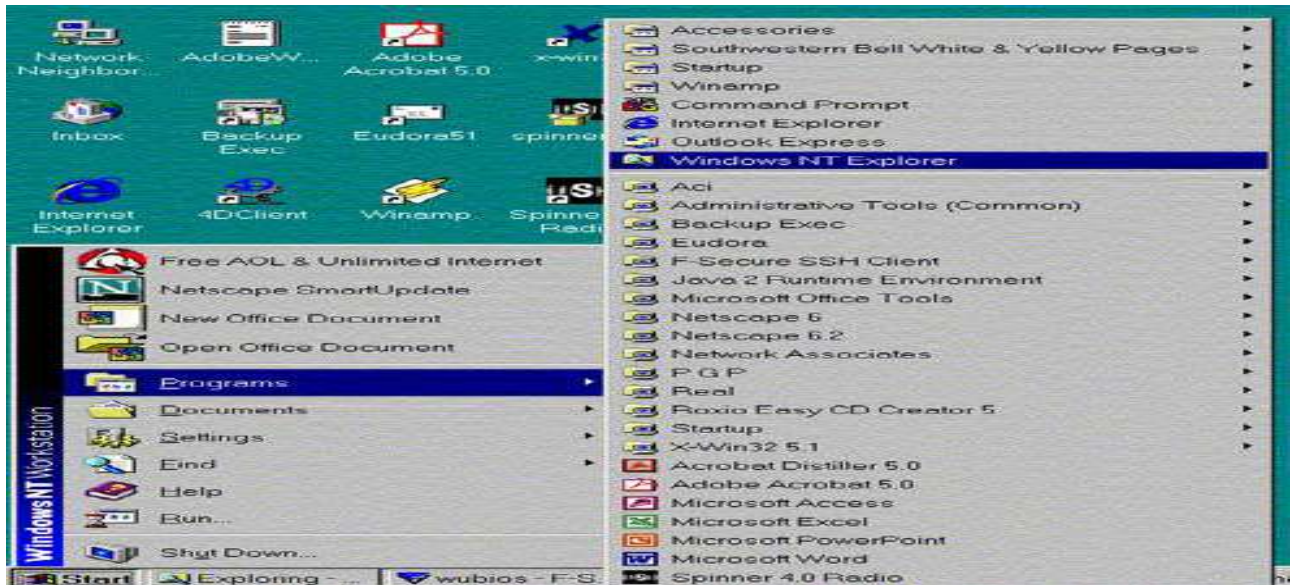 Network
Neighbor...
AdobeW...
Adobe
Acrobat 5.0
x-win
Inbox
Backup
Exec
Eudora51
spinner
Internet
Explorer
4DClient
Winamp
Spinne
Radi
Free AOL & Unlimited Internet
Netscape SmartUpdate
New Office Document
Open Office Document
Programs
Documents
Settings
Find
Help
Run...
Shut Down...
WindowsNT Workstation
Accessories
Southwestern Bell White & Yellow Pages
Startup
Winamp
Command Prompt
Internet Explorer
Outlook Express
Windows NT Explorer
Aci
Administrative Tools (Common)
Backup Exec
Eudora
F-Secure SSH Client
Java 2 Runtime Environment
Microsoft Office Tools
Netscape 6
Netscape 6.2
Network Associates
PGP
Real
Roxio Easy CD Creator 5
Startup
X-Win32 5.1
Acrobat Distiller 5.0
Adobe Acrobat 5.0
Microsoft Access
Microsoft Excel
Microsoft PowerPoint
Microsoft Word
Spinner 4.0 Radio
Start
Exploring - ...
wubios - F-S